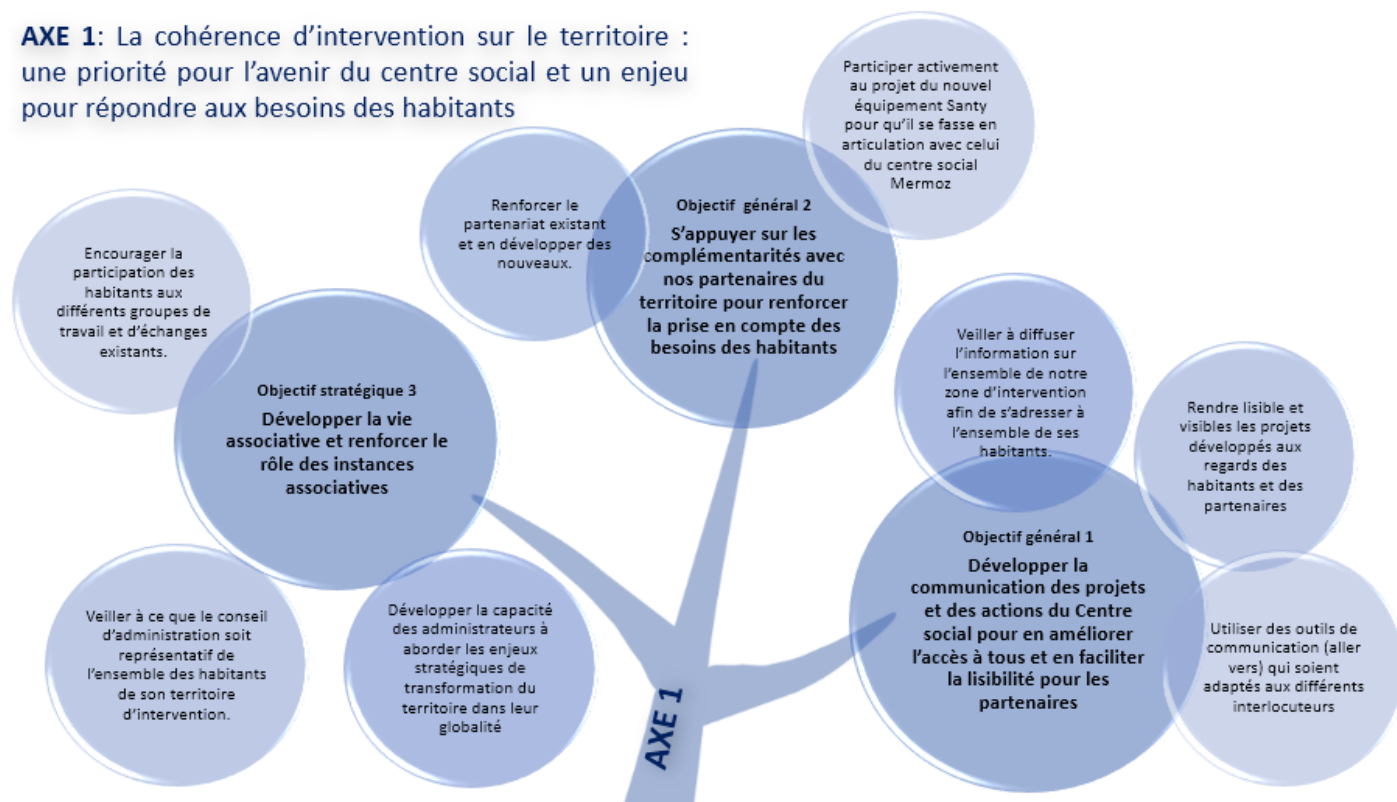 AXE 1: La cohérence d'intervention sur le territoire :
une priorité pour l'avenir du centre social et un enjeu
pour répondre aux besoins des habitants
Participer activement
au projet du nouvel
équipement Santy
pour qu'il se fasse en
articulation avec celui
du centre social
Mermoz
Renforcer le
partenariat existant
et en développer des
nouveaux.
Objectif général 2
S'appuyer sur les
complémentarités avec
nos partenaires du
territoire pour renforcer
la prise en compte des
besoins des habitants
Encourager la
participation des
habitants aux
différents groupes de
travail et d'échanges
existants.
Objectif stratégique 3
Développer la vie
associative et renforcer le
rôle des instances
associatives
Veiller à diffuser
l'information sur
l'ensemble de notre
zone d'intervention
afin de s'adresser à
l'ensemble de ses
habitants.
Rendre lisible et
visibles les projets
développés aux
regards des
habitants et des
partenaires
Objectif général 1
Développer la
communication des projets
et des actions du Centre
social pour en améliorer
l'accès à tous et en faciliter
la lisibilité pour les
partenaires
Veiller à ce que le conseil
d'administration soit
représentatif de
l'ensemble des habitants
de son territoire
d'intervention.
Développer la capacité
des administrateurs à
aborder les enjeux
stratégiques de
transformation du
territoire dans leur
globalité
Utiliser des outils de
communication (aller
vers) qui soient
adaptés aux différents
interlocuteurs
AXE 1